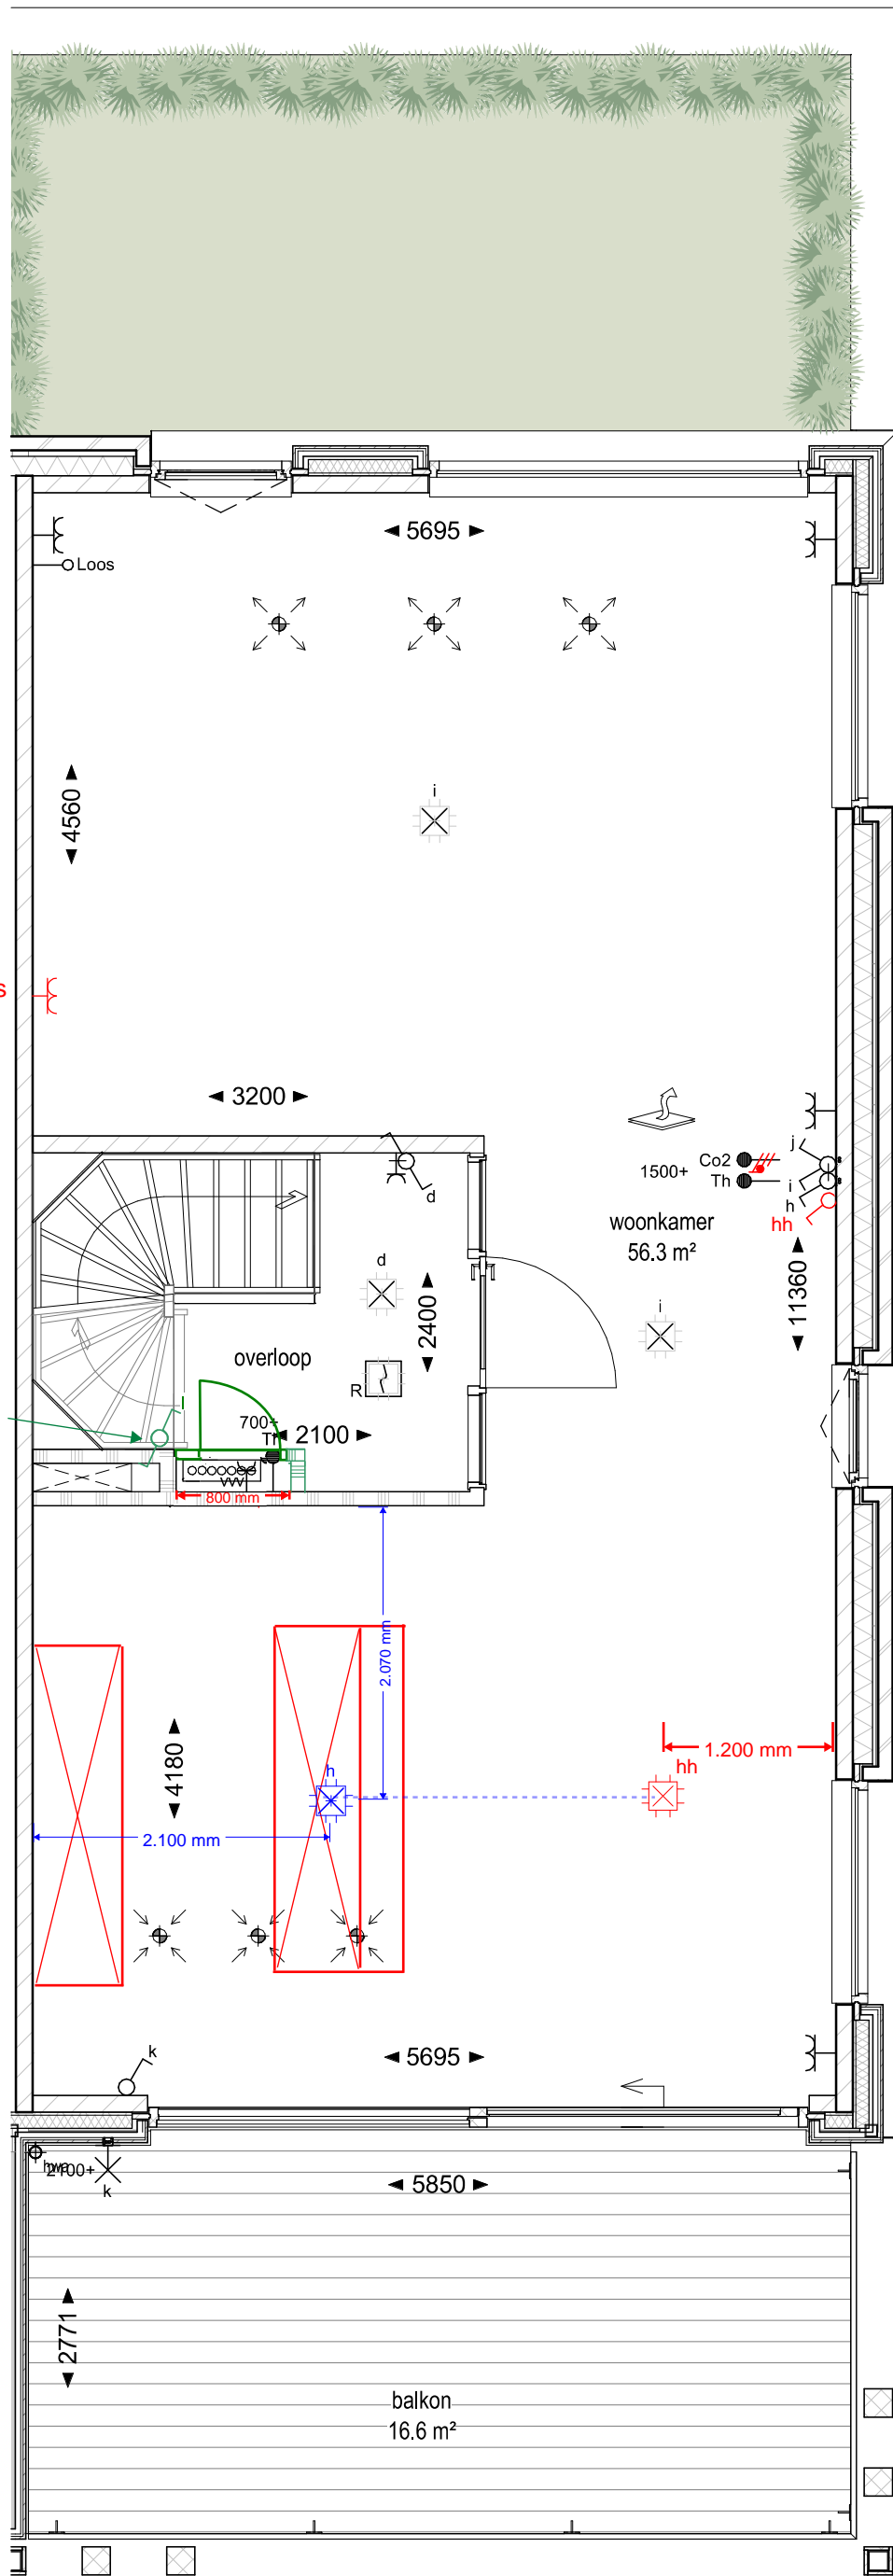 5695
Loos
i
4560
s
3200
Co2
1500+
Th
j
i
h
hh
d
woonkamer
56.3 m²
11360
d
2400
i
overloop
R
l
700+
2100
800 mm
2.070 mm
1.200 mm
hh
h
4180
2.100 mm
k
5695
hwa
2100+
k
5850
2771
balkon
16.6 m²